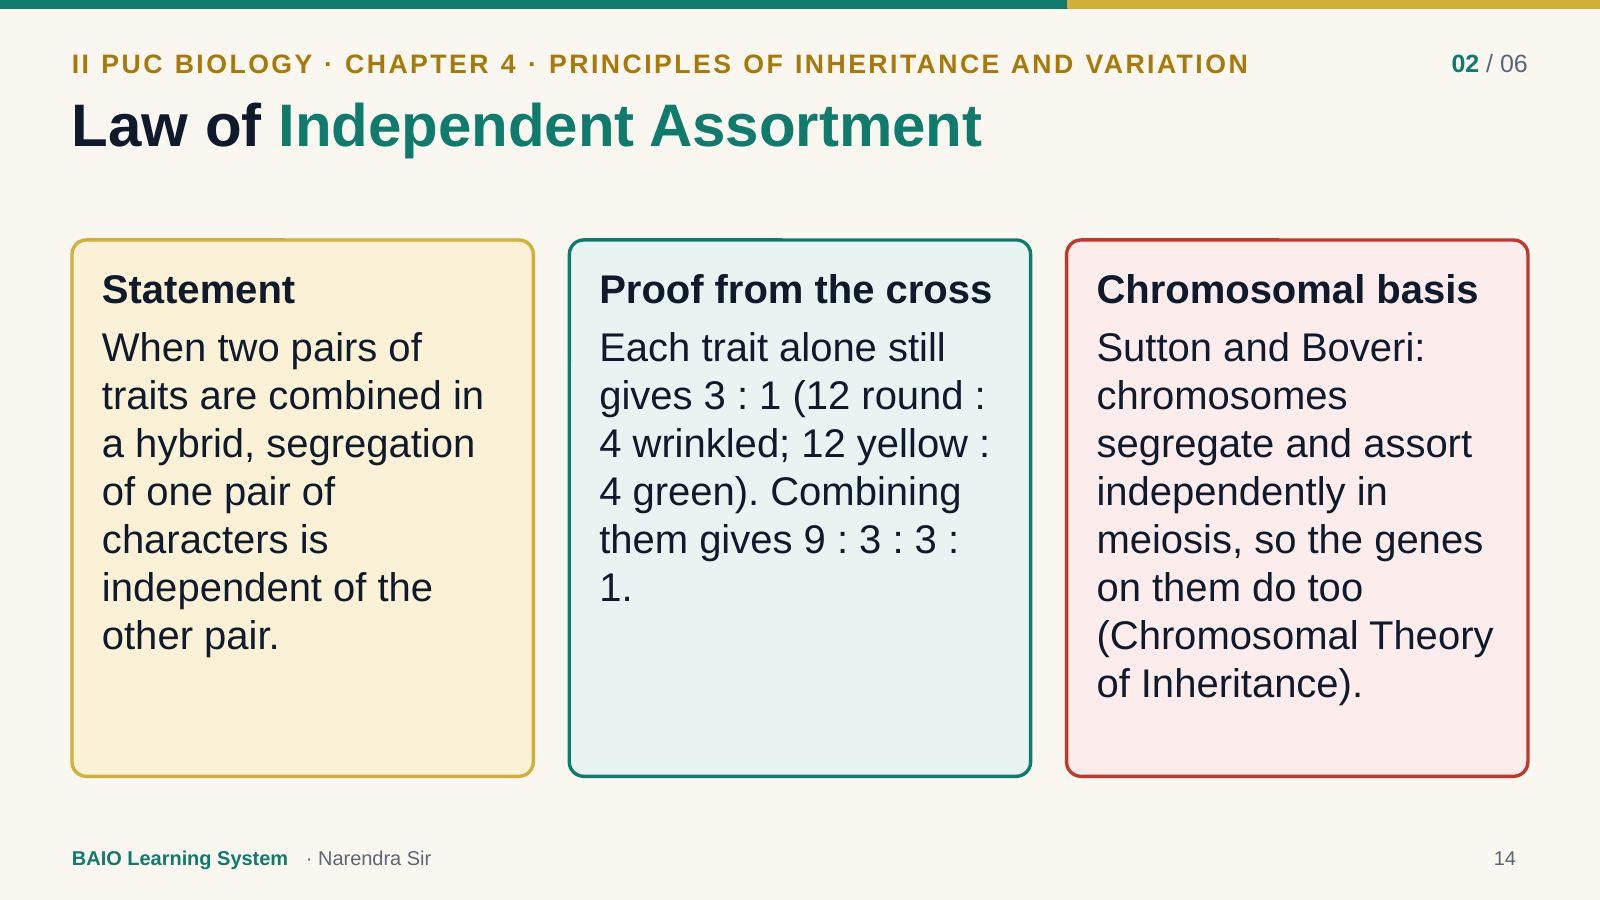 II PUC BIOLOGY · CHAPTER 4 · PRINCIPLES OF INHERITANCE AND VARIATION
02 / 06
Law of Independent Assortment
Statement
When two pairs of
traits are combined in
a hybrid, segregation
of one pair of
characters is
independent of the
other pair.
Proof from the cross
Each trait alone still
gives 3 : 1 (12 round :
4 wrinkled; 12 yellow :
4 green). Combining
them gives 9 : 3 : 3 :
1.
Chromosomal basis
Sutton and Boveri:
chromosomes
segregate and assort
independently in
meiosis, so the genes
on them do too
(Chromosomal Theory
of Inheritance).
BAIO Learning System · Narendra Sir
14